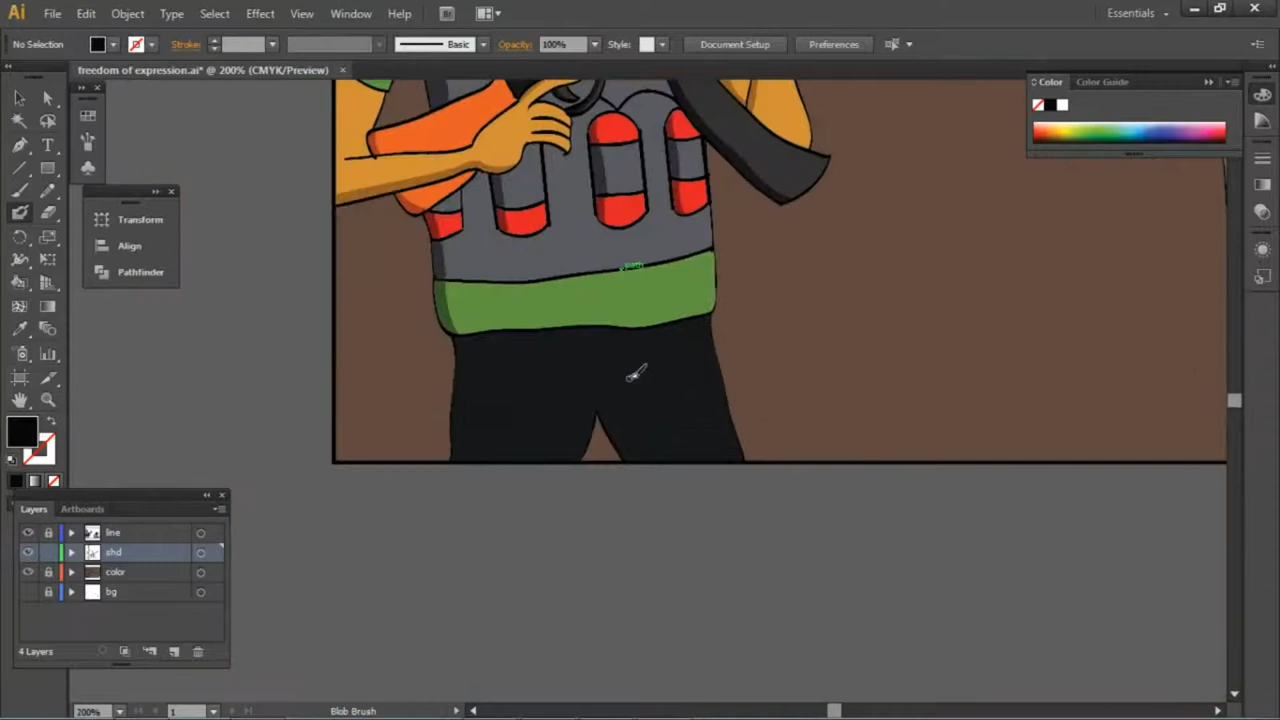 Ai File Edit Object Type Select Effect View Window Help Br Essentials
No Selection Stroke: Basic Opacity: 100% Style: Document Setup Preferences
freedom of expression.ai* @ 200% (CMYK/Preview)
Color Color Guide
Transform
Align
Pathfinder
path
Layers Artboards
line
shd
color
bg
4 Layers
200% 1 Blob Brush